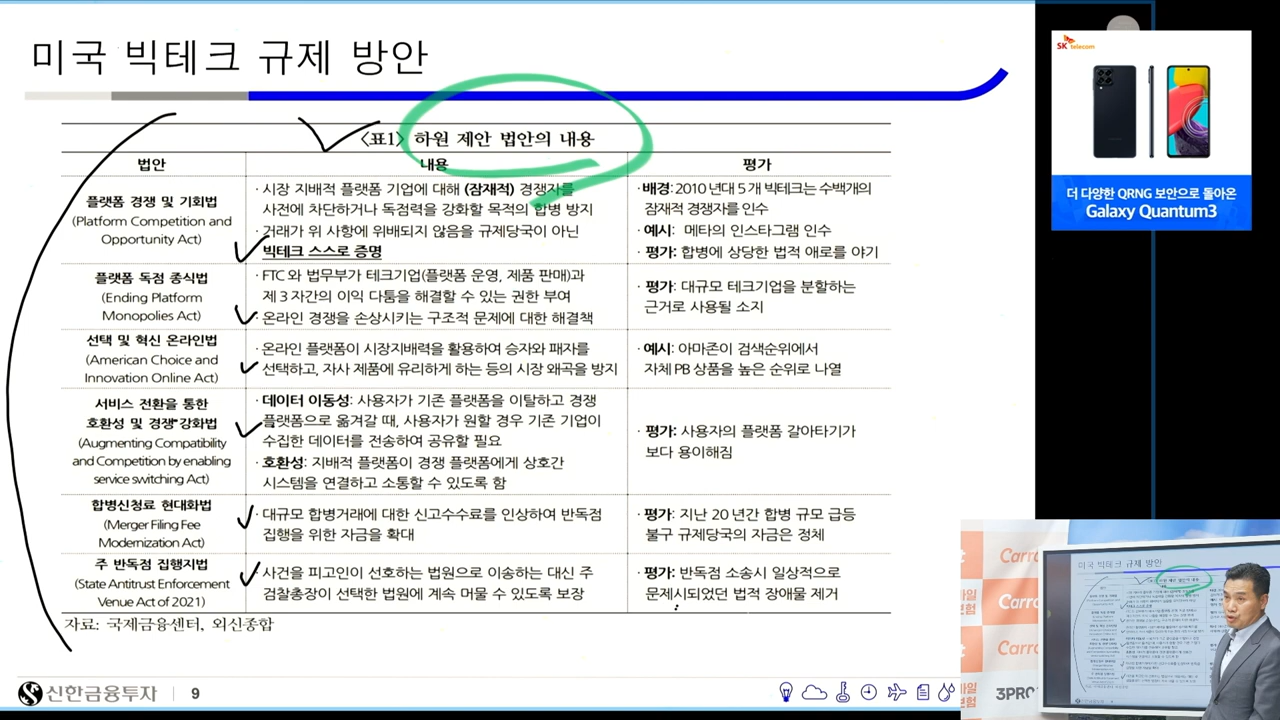 미국 빅테크 규제 방안
<표1> 하원 제안 법안의 내용
법안
내용
평가
플랫폼 경쟁 및 기회법
(Platform Competition and
Opportunity Act)
· 시장 지배적 플랫폼 기업에 대해 (잠재적) 경쟁자를
사전에 차단하거나 독점력을 강화할 목적의 합병 방지
· 거래가 위 사항에 위배되지 않음을 규제당국이 아닌
빅테크 스스로 증명
· 배경: 2010년대 5개 빅테크는 수백개의
잠재적 경쟁자를 인수
· 예시: 메타의 인스타그램 인수
· 평가: 합병에 상당한 법적 애로를 야기
플랫폼 독점 종식법
(Ending Platform
Monopolies Act)
· FTC와 법무부가 테크기업(플랫폼 운영, 제품 판매)과
제 3자간의 이익 다툼을 해결할 수 있는 권한 부여
· 온라인 경쟁을 손상시키는 구조적 문제에 대한 해결책
· 평가: 대규모 테크기업을 분할하는
근거로 사용될 소지
선택 및 혁신 온라인법
(American Choice and
Innovation Online Act)
· 온라인 플랫폼이 시장지배력을 활용하여 승자와 패자를
선택하고, 자사 제품에 유리하게 하는 등의 시장 왜곡을 방지
· 예시: 아마존이 검색순위에서
자체 PB 상품을 높은 순위로 나열
서비스 전환을 통한
호환성 및 경쟁 강화법
(Augmenting Compatibility
and Competition by enabling
service switching Act)
· 데이터 이동성: 사용자가 기존 플랫폼을 이탈하고 경쟁
플랫폼으로 옮겨갈 때, 사용자가 원할 경우 기존 기업이
수집한 데이터를 전송하여 공유할 필요
· 호환성: 지배적 플랫폼이 경쟁 플랫폼에게 상호간
시스템을 연결하고 소통할 수 있도록 함
· 평가: 사용자의 플랫폼 갈아타기가
보다 용이해짐
합병신청료 현대화법
(Merger Filing Fee
Modernization Act)
· 대규모 합병거래에 대한 신고수수료를 인상하여 반독점
집행을 위한 자금을 확대
· 평가: 지난 20년간 합병 규모 급등
불구 규제당국의 자금은 정체
주 반독점 집행지법
(State Antitrust Enforcement
Venue Act of 2021)
· 사건을 피고인이 선호하는 법원으로 이송하는 대신 주
검찰총장이 선택한 법원에 계속 머물 수 있도록 보장
· 평가: 반독점 소송시 일상적으로
문제시되었던 법적 장애물 제거
자료: 국제금융센터, 외신종합
신한금융투자
9
SK telecom
더 다양한 QRNG 보안으로 돌아온
Galaxy Quantum3
Carro
미국 빅테크 규제 방안
3PRO